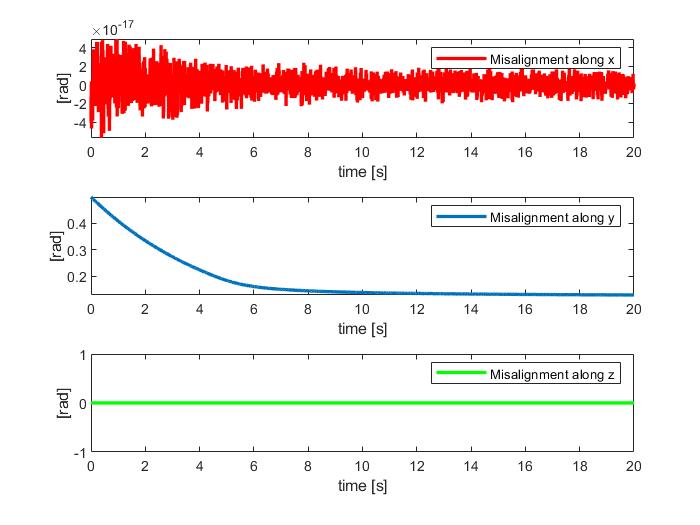 ×10-17
4
2
0
-2
-4
[rad]
Misalignment along x
0 2 4 6 8 10 12 14 16 18 20
time [s]
0.4
0.3
0.2
[rad]
Misalignment along y
0 2 4 6 8 10 12 14 16 18 20
time [s]
1
0
-1
[rad]
Misalignment along z
0 2 4 6 8 10 12 14 16 18 20
time [s]